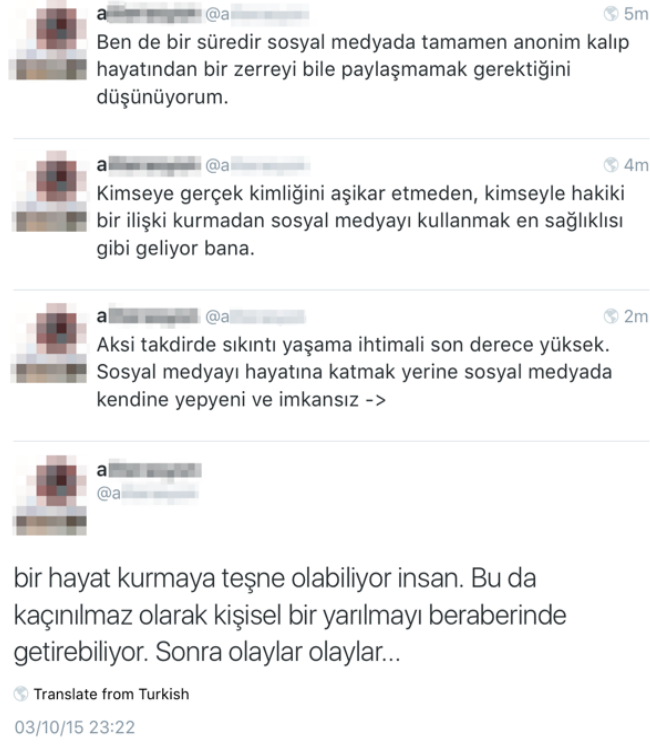 a @a 5m
Ben de bir süredir sosyal medyada tamamen anonim kalıp
hayatından bir zerreyi bile paylaşmamak gerektiğini
düşünüyorum.
a @a 4m
Kimseye gerçek kimliğini aşikar etmeden, kimseyle hakiki
bir ilişki kurmadan sosyal medyayı kullanmak en sağlıklısı
gibi geliyor bana.
a @a 2m
Aksi takdirde sıkıntı yaşama ihtimali son derece yüksek.
Sosyal medyayı hayatına katmak yerine sosyal medyada
kendine yepyeni ve imkansız ->
a
@a
bir hayat kurmaya teşne olabiliyor insan. Bu da
kaçınılmaz olarak kişisel bir yarılmayı beraberinde
getirebiliyor. Sonra olaylar olaylar...
Translate from Turkish
03/10/15 23:22